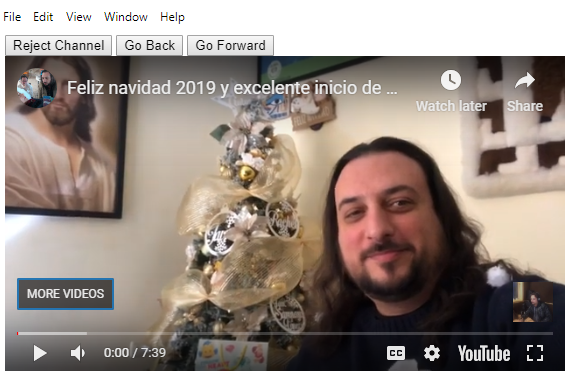 File Edit View Window Help
Reject Channel Go Back Go Forward
Feliz navidad 2019 y excelente inicio de ...
Watch later Share
MORE VIDEOS
0:00 / 7:39 CC YouTube